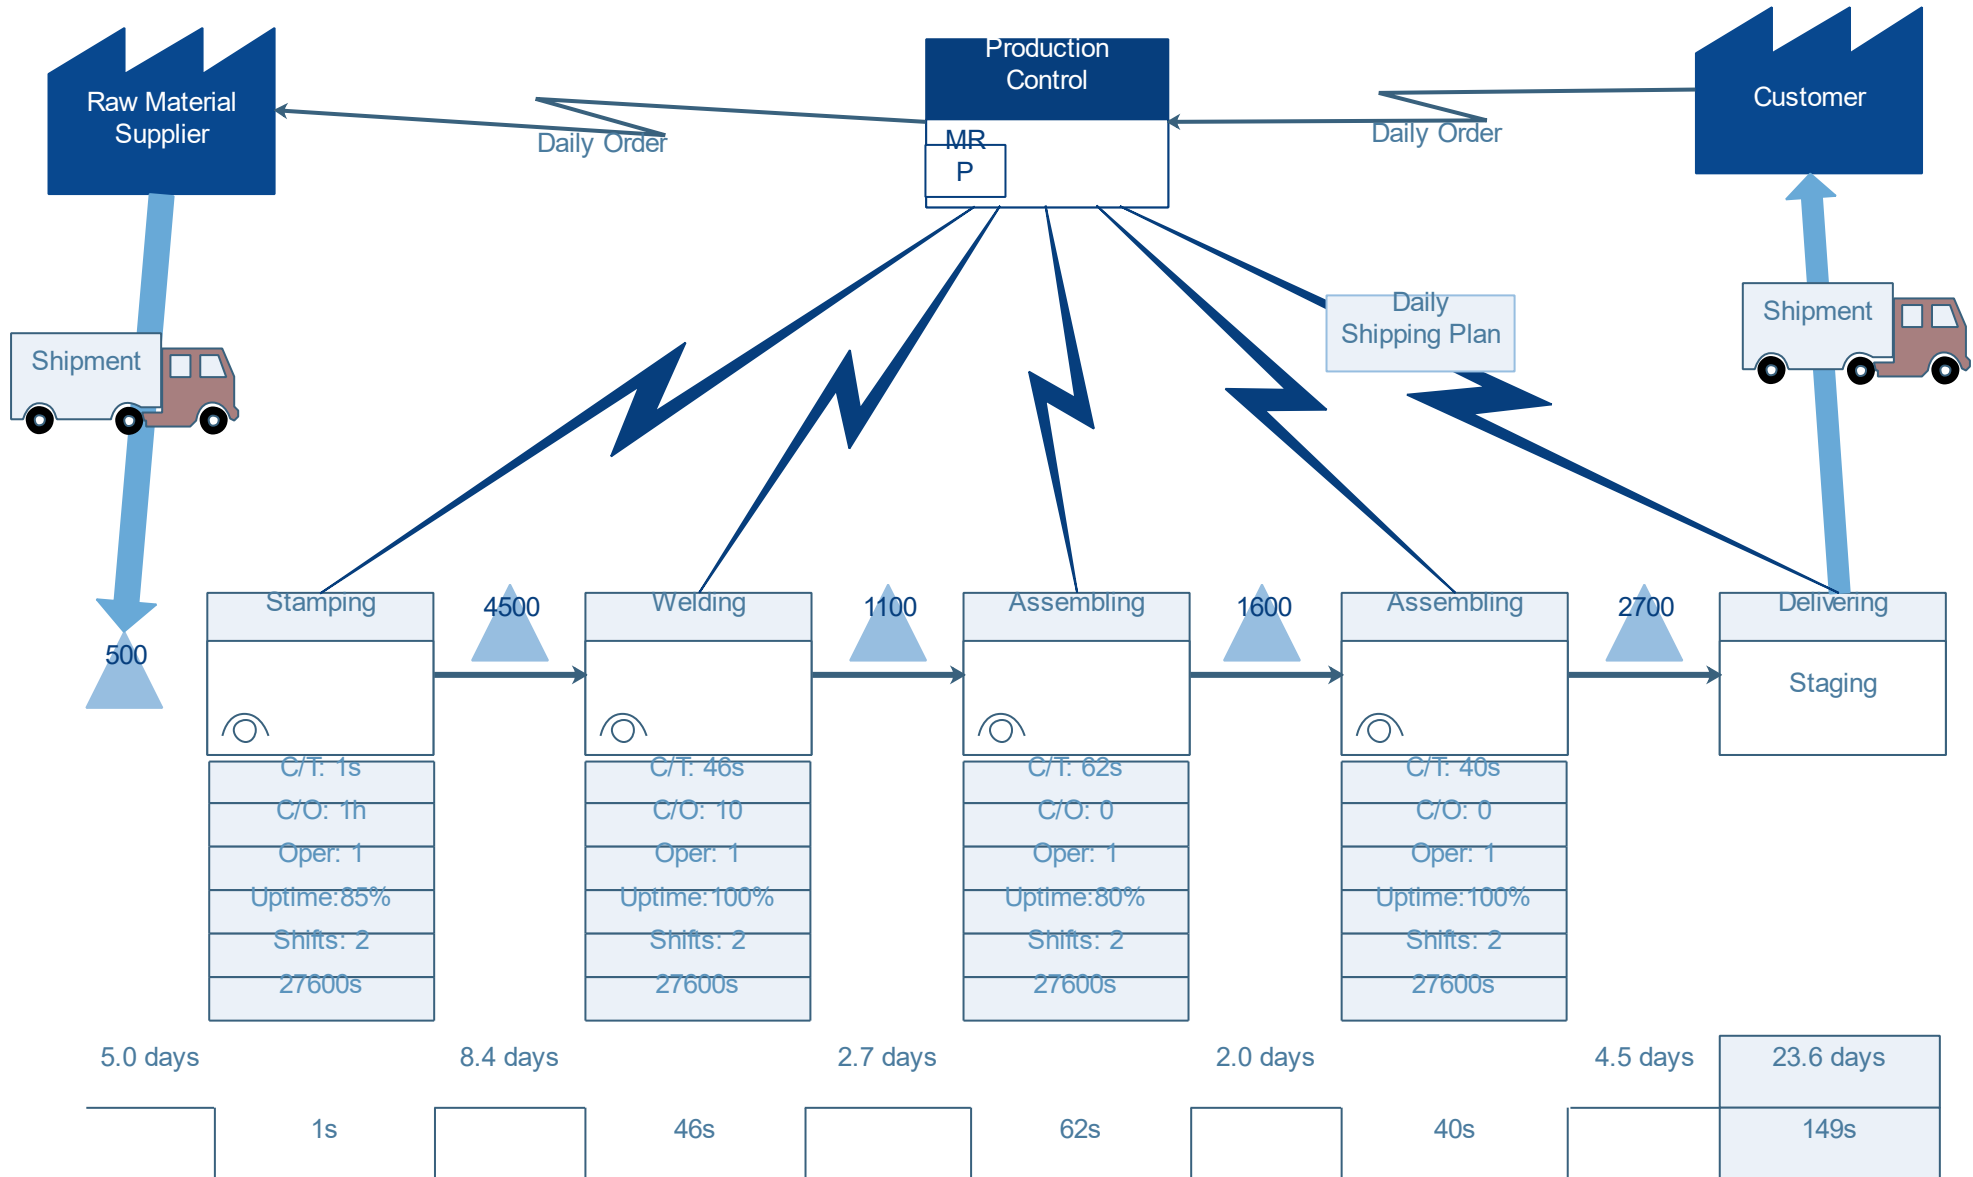 Production
Control
Raw Material
Supplier
Customer
Daily Order
Daily Order
MR
P
Shipment
Shipment
Daily
Shipping Plan
500
Stamping
4500
Welding
1100
Assembling
1600
Assembling
2700
Delivering
Staging
C/T: 1s
C/O: 1h
Oper: 1
Uptime:85%
Shifts: 2
27600s
C/T: 46s
C/O: 10
Oper: 1
Uptime:100%
Shifts: 2
27600s
C/T: 62s
C/O: 0
Oper: 1
Uptime:80%
Shifts: 2
27600s
C/T: 40s
C/O: 0
Oper: 1
Uptime:100%
Shifts: 2
27600s
5.0 days
8.4 days
2.7 days
2.0 days
4.5 days
23.6 days
1s
46s
62s
40s
149s